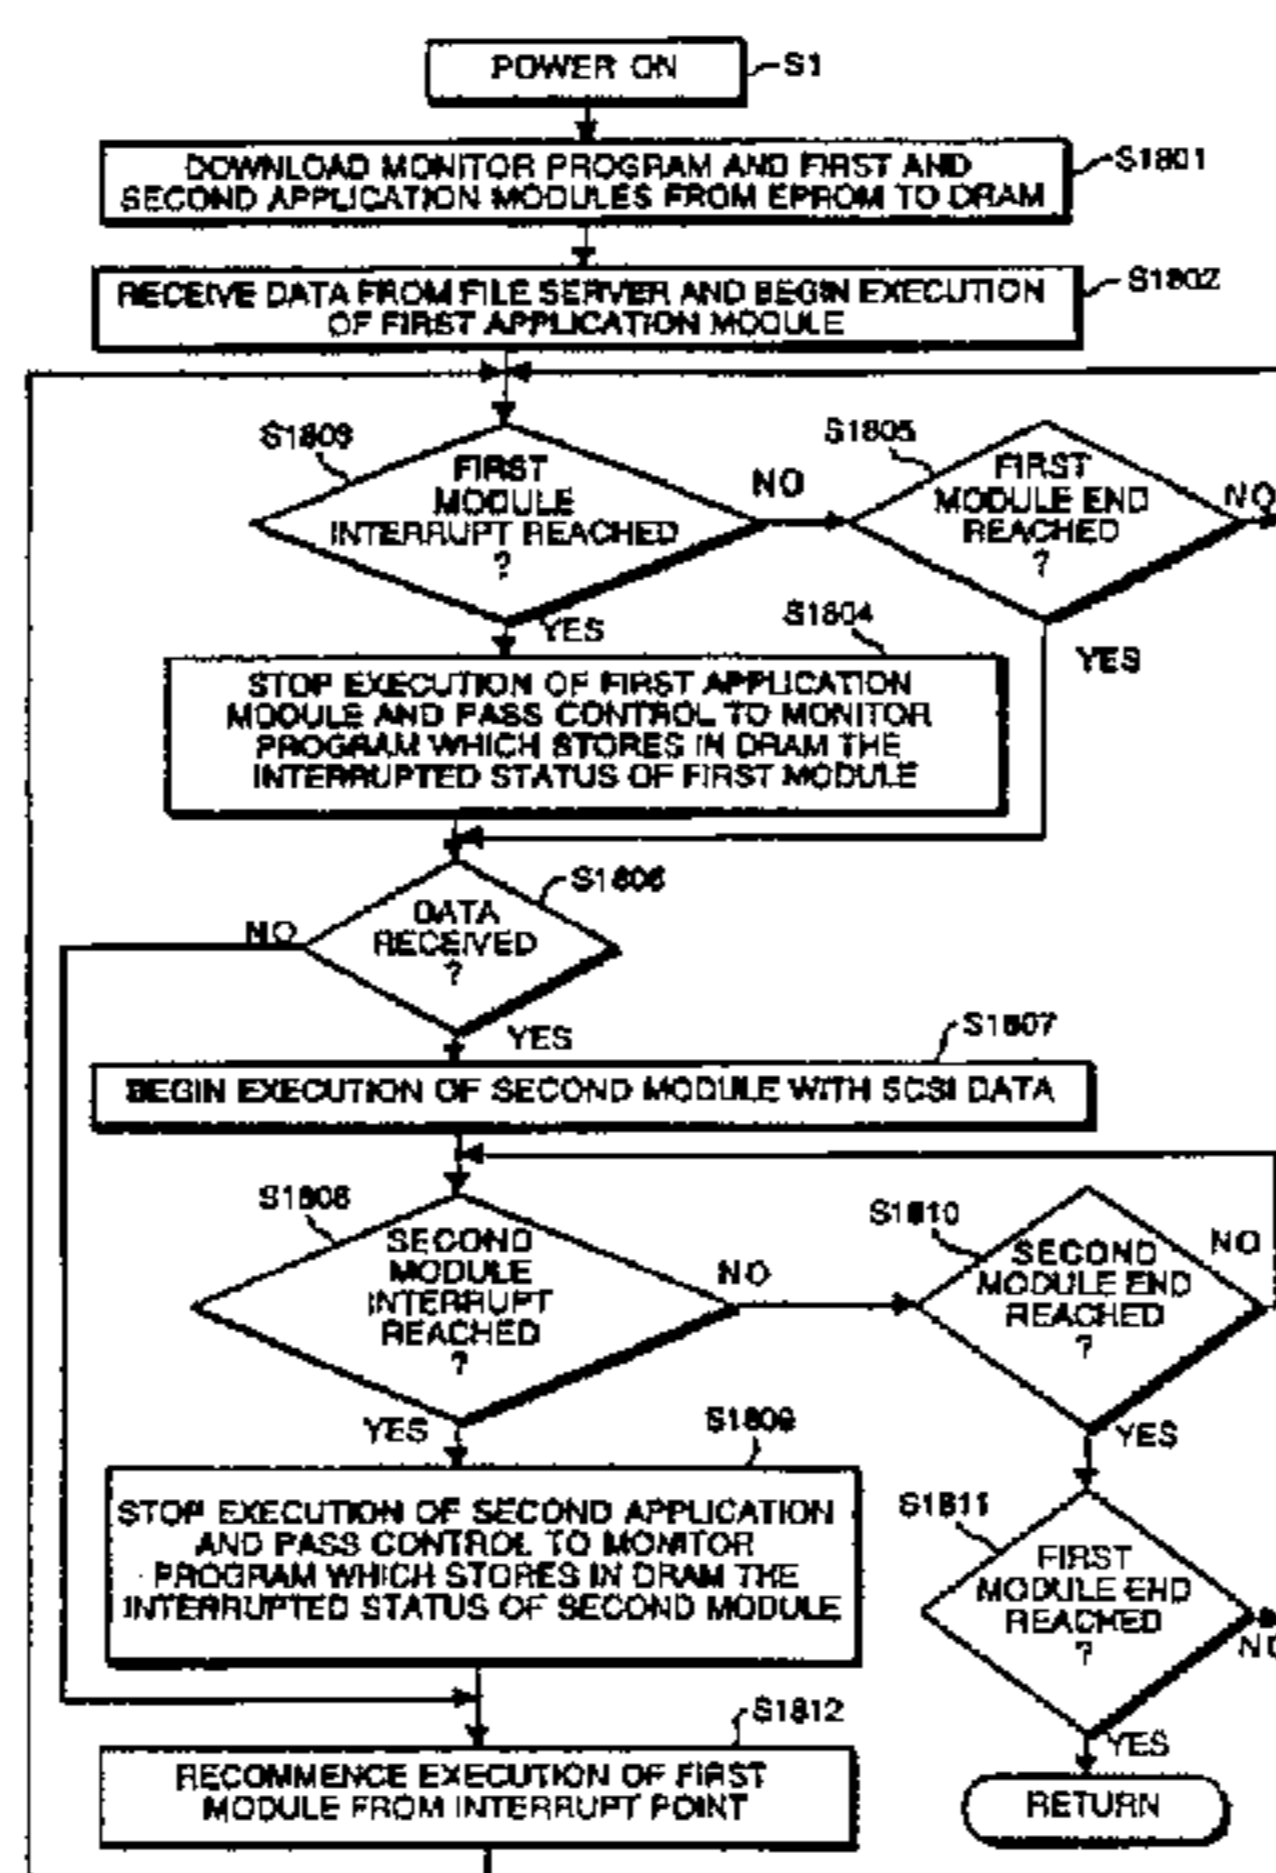 POWER ON
S1
DOWNLOAD MONITOR PROGRAM AND FIRST AND
SECOND APPLICATION MODULES FROM EPROM TO DRAM
S1801
RECEIVE DATA FROM FILE SERVER AND BEGIN EXECUTION
OF FIRST APPLICATION MODULE
S1802
S1803
FIRST
MODULE
INTERRUPT REACHED
?
NO
S1805
FIRST
MODULE END
REACHED
?
NO
YES
S1804
YES
STOP EXECUTION OF FIRST APPLICATION
MODULE AND PASS CONTROL TO MONITOR
PROGRAM WHICH STORES IN DRAM THE
INTERRUPTED STATUS OF FIRST MODULE
S1806
DATA
RECEIVED
?
NO
YES
S1807
BEGIN EXECUTION OF SECOND MODULE WITH SCSI DATA
S1808
SECOND
MODULE
INTERRUPT
REACHED
?
NO
S1810
SECOND
MODULE END
REACHED
?
NO
YES
YES
S1809
STOP EXECUTION OF SECOND APPLICATION
AND PASS CONTROL TO MONITOR
PROGRAM WHICH STORES IN DRAM THE
INTERRUPTED STATUS OF SECOND MODULE
S1811
FIRST
MODULE END
REACHED
?
NO
YES
S1812
RECOMMENCE EXECUTION OF FIRST
MODULE FROM INTERRUPT POINT
RETURN